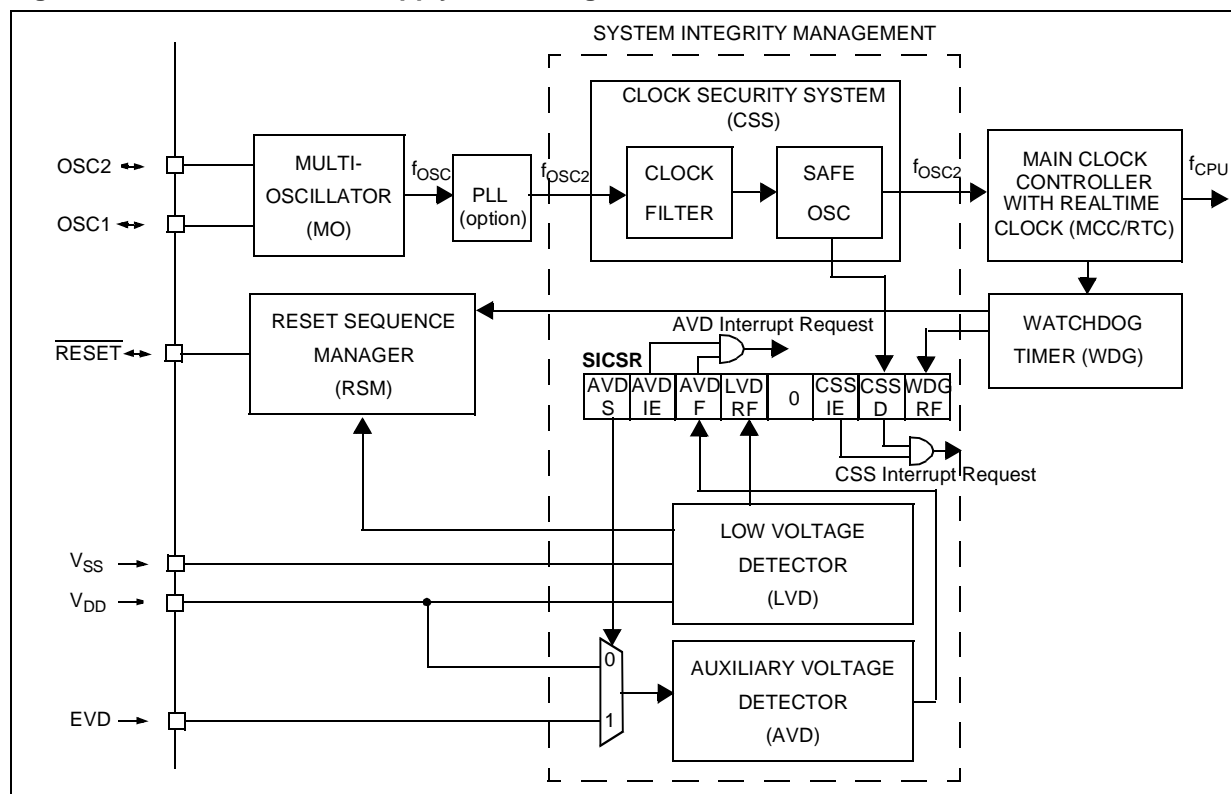 SYSTEM INTEGRITY MANAGEMENT
CLOCK SECURITY SYSTEM
(CSS)
OSC2
OSC1
MULTI-
OSCILLATOR
(MO)
fOSC
PLL
(option)
fOSC2
CLOCK
FILTER
SAFE
OSC
fOSC2
MAIN CLOCK
CONTROLLER
WITH REALTIME
CLOCK (MCC/RTC)
fCPU
RESET
RESET SEQUENCE
MANAGER
(RSM)
AVD Interrupt Request
WATCHDOG
TIMER (WDG)
SICSR
AVD
S
AVD
IE
AVD
F
LVD
RF
0
CSS
IE
CSS
D
WDG
RF
CSS Interrupt Request
LOW VOLTAGE
DETECTOR
(LVD)
VSS
VDD
0
1
AUXILIARY VOLTAGE
DETECTOR
(AVD)
EVD